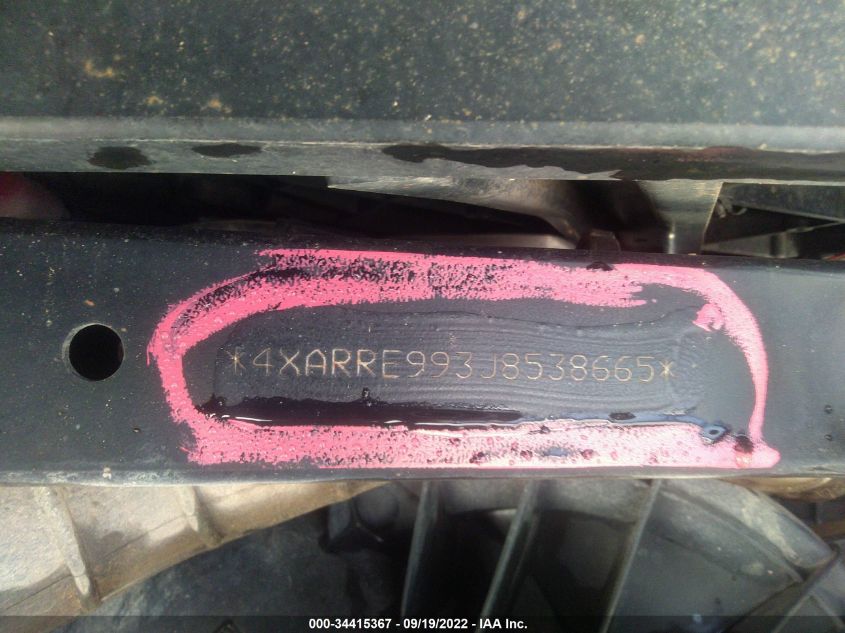 *4XARRE993J8538665*
000-34415367 / 09/19/2022 - IAA Inc.